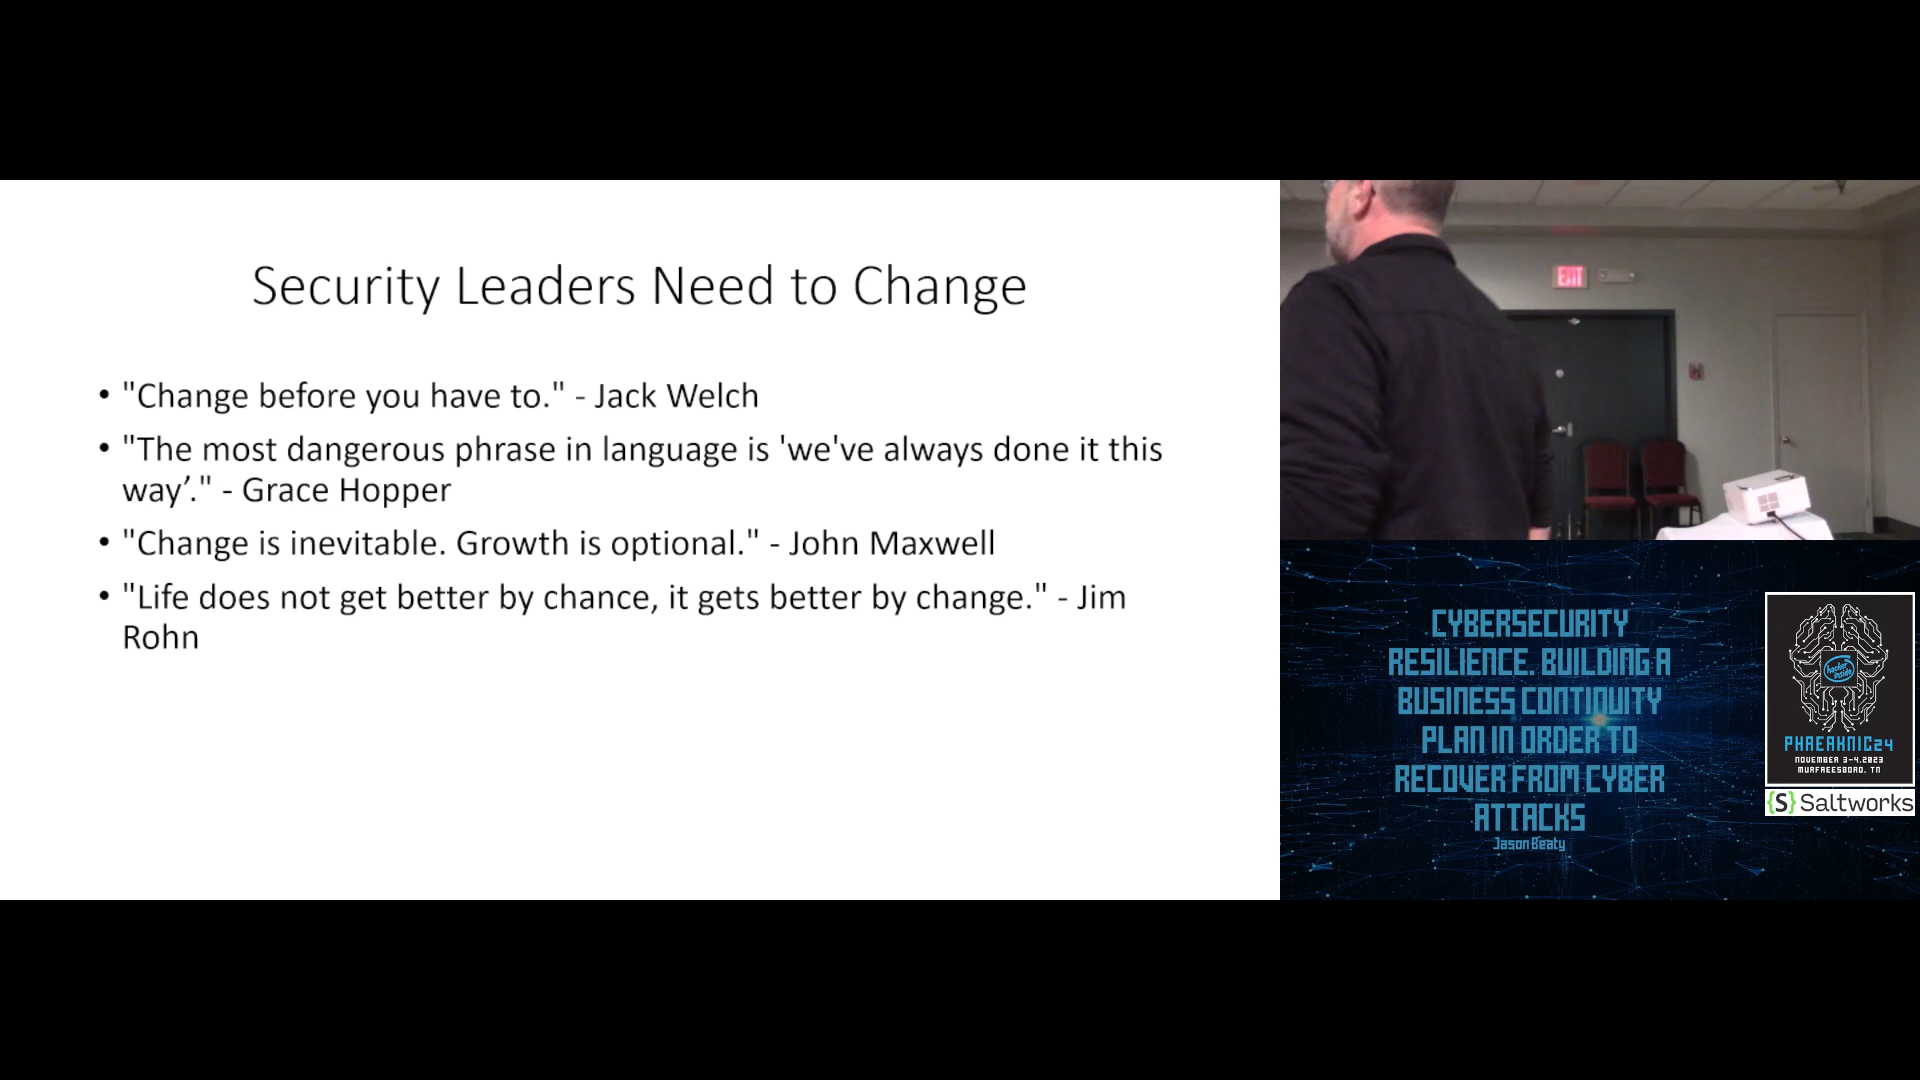 Security Leaders Need to Change
• "Change before you have to." - Jack Welch
• "The most dangerous phrase in language is 'we've always done it this
way’." - Grace Hopper
• "Change is inevitable. Growth is optional." - John Maxwell
• "Life does not get better by chance, it gets better by change." - Jim
Rohn
EXIT
CYBERSECURITY
RESILIENCE. BUILDING A
BUSINESS CONTINUITY
PLAN IN ORDER TO
RECOVER FROM CYBER
ATTACKS
Jason Beaty
hacker
inside
PHREAKNIC24
NOVEMBER 3-4,2023
MURFREESBORO, TN
{S} Saltworks